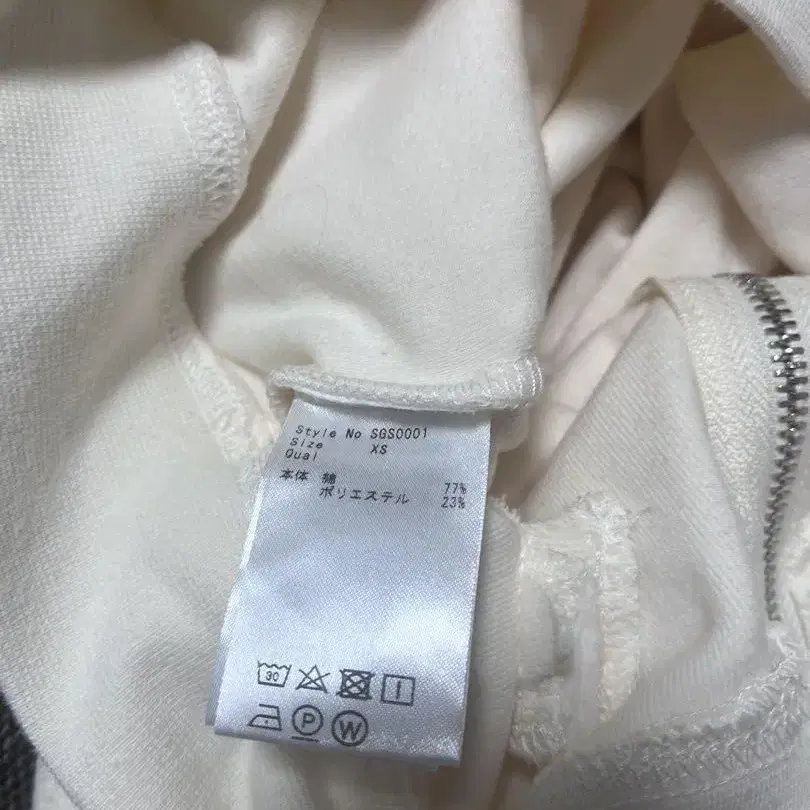 Style No SGS0001
Size XS
Qual
本体 綿 77%
ポリエステル 23%
30
P W